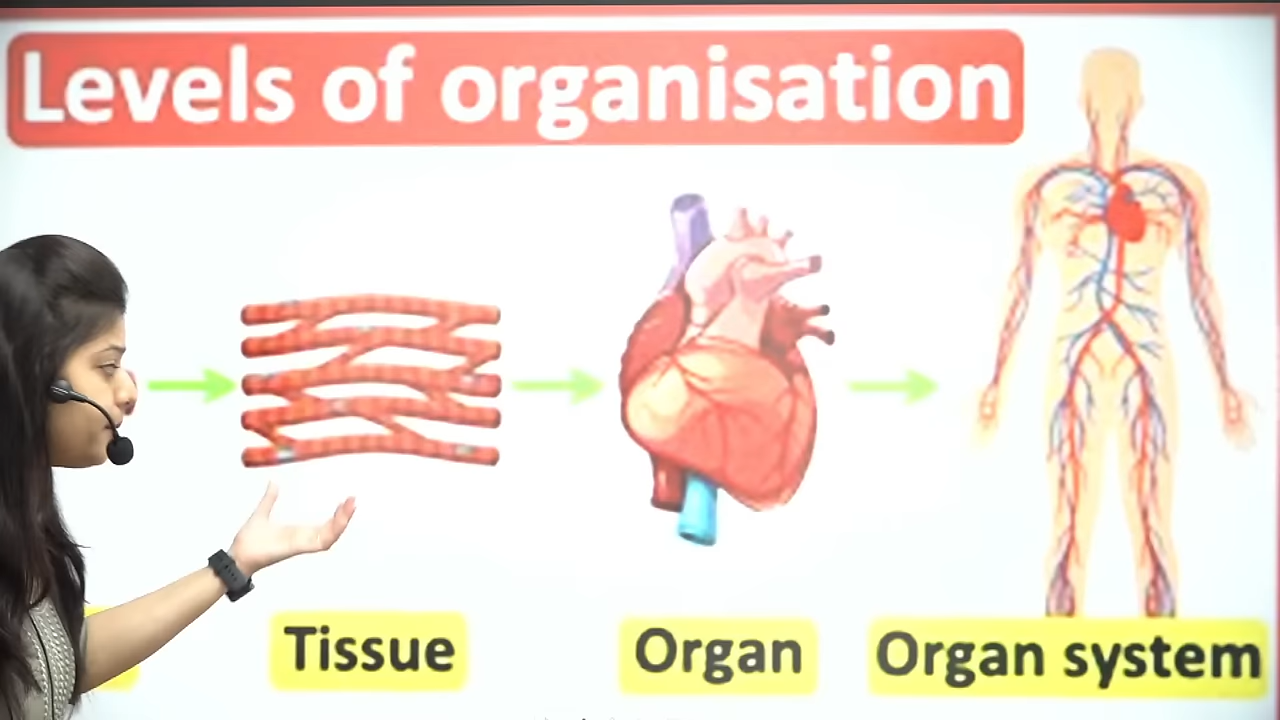 Levels of organisation
Tissue
Organ
Organ system